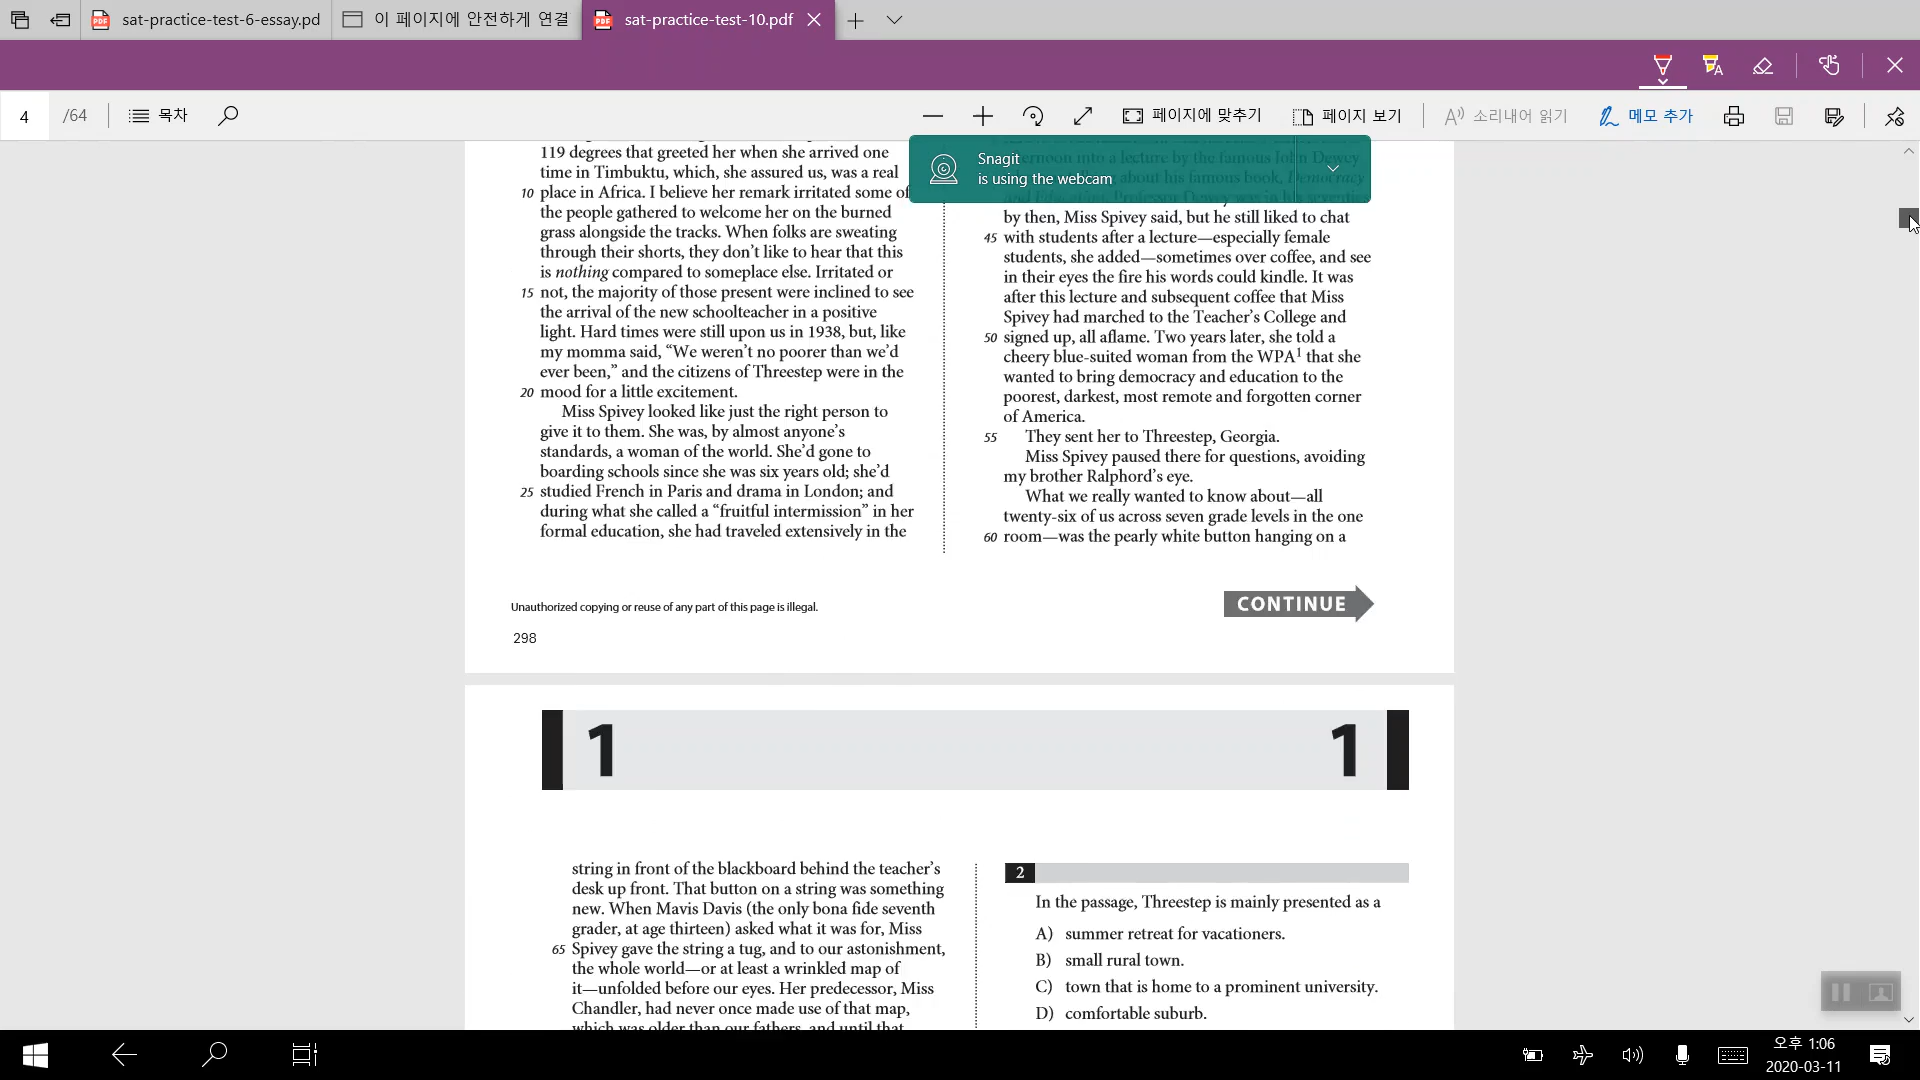 sat-practice-test-6-essay.pd
이 페이지에 안전하게 연결
sat-practice-test-10.pdf
4 /64
목차
페이지에 맞추기
페이지 보기
소리내어 읽기
메모 추가
Snagit
is using the webcam
119 degrees that greeted her when she arrived one
time in Timbuktu, which, she assured us, was a real
10 place in Africa. I believe her remark irritated some of
the people gathered to welcome her on the burned
grass alongside the tracks. When folks are sweating
through their shorts, they don’t like to hear that this
is nothing compared to someplace else. Irritated or
15 not, the majority of those present were inclined to see
the arrival of the new schoolteacher in a positive
light. Hard times were still upon us in 1938, but, like
my momma said, “We weren’t no poorer than we’d
ever been,” and the citizens of Threestep were in the
20 mood for a little excitement.
Miss Spivey looked like just the right person to
give it to them. She was, by almost anyone’s
standards, a woman of the world. She’d gone to
boarding schools since she was six years old; she’d
25 studied French in Paris and drama in London; and
during what she called a “fruitful intermission” in her
formal education, she had traveled extensively in the
into a lecture by the famous John Dewey
about his famous book, Democracy
by then, Miss Spivey said, but he still liked to chat
45 with students after a lecture—especially female
students, she added—sometimes over coffee, and see
in their eyes the fire his words could kindle. It was
after this lecture and subsequent coffee that Miss
Spivey had marched to the Teacher’s College and
50 signed up, all aflame. Two years later, she told a
cheery blue-suited woman from the WPA1 that she
wanted to bring democracy and education to the
poorest, darkest, most remote and forgotten corner
of America.
55 They sent her to Threestep, Georgia.
Miss Spivey paused there for questions, avoiding
my brother Ralphord’s eye.
What we really wanted to know about—all
twenty-six of us across seven grade levels in the one
60 room—was the pearly white button hanging on a
Unauthorized copying or reuse of any part of this page is illegal.
CONTINUE
298
1 1
string in front of the blackboard behind the teacher’s
desk up front. That button on a string was something
new. When Mavis Davis (the only bona fide seventh
grader, at age thirteen) asked what it was for, Miss
65 Spivey gave the string a tug, and to our astonishment,
the whole world—or at least a wrinkled map of
it—unfolded before our eyes. Her predecessor, Miss
Chandler, had never once made use of that map,
which was older than our fathers, and until that
2
In the passage, Threestep is mainly presented as a
A) summer retreat for vacationers.
B) small rural town.
C) town that is home to a prominent university.
D) comfortable suburb.
오후 1:06
2020-03-11